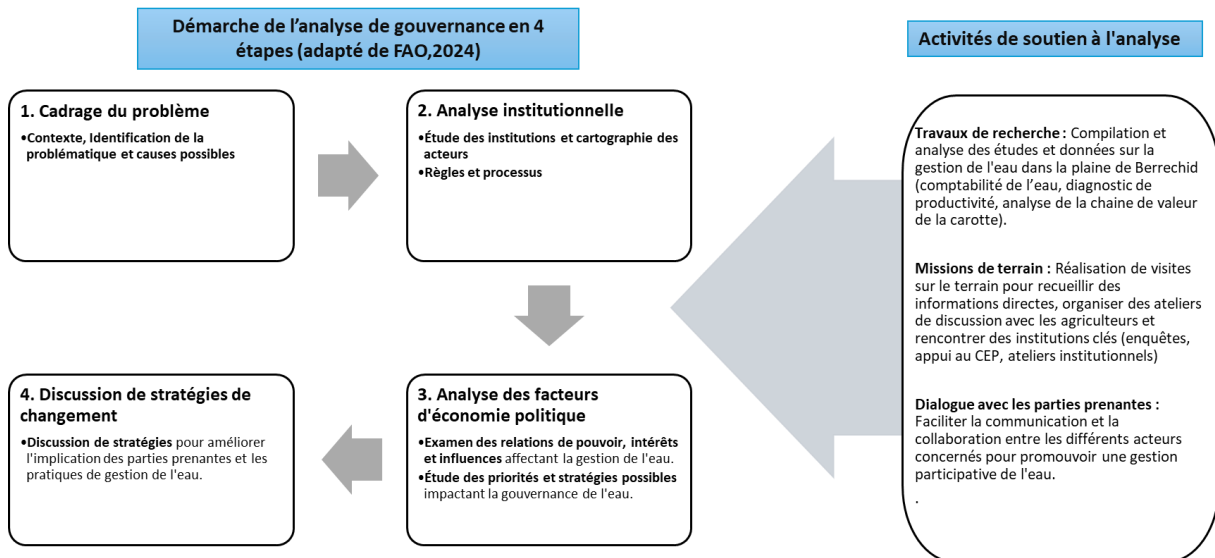 Démarche de l’analyse de gouvernance en 4
étapes (adapté de FAO,2024)
Activités de soutien à l'analyse
1. Cadrage du problème
•Contexte, Identification de la
problématique et causes possibles
2. Analyse institutionnelle
•Étude des institutions et cartographie des
acteurs
•Règles et processus
3. Analyse des facteurs
d'économie politique
•Examen des relations de pouvoir, intérêts
et influences affectant la gestion de l'eau.
•Étude des priorités et stratégies possibles
impactant la gouvernance de l'eau.
4. Discussion de stratégies de
changement
•Discussion de stratégies pour améliorer
l'implication des parties prenantes et les
pratiques de gestion de l'eau.
Travaux de recherche : Compilation et
analyse des études et données sur la
gestion de l'eau dans la plaine de Berrechid
(comptabilité de l’eau, diagnostic de
productivité, analyse de la chaine de valeur
de la carotte).
Missions de terrain : Réalisation de visites
sur le terrain pour recueillir des
informations directes, organiser des ateliers
de discussion avec les agriculteurs et
rencontrer des institutions clés (enquêtes,
appui au CEP, ateliers institutionnels)
Dialogue avec les parties prenantes :
Faciliter la communication et la
collaboration entre les différents acteurs
concernés pour promouvoir une gestion
participative de l'eau.
.